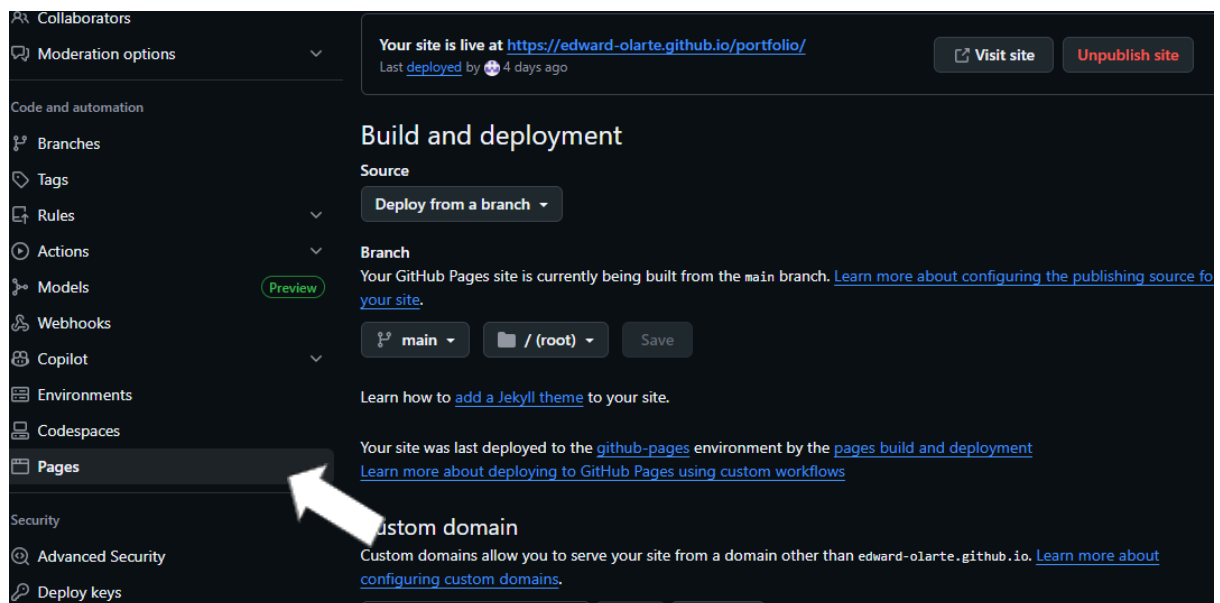 Collaborators
Moderation options
Code and automation
Branches
Tags
Rules
Actions
Models
Preview
Webhooks
Copilot
Environments
Codespaces
Pages
Security
Advanced Security
Deploy keys
Your site is live at https://edward-olarte.github.io/portfolio/
Last deployed by 4 days ago
Visit site
Unpublish site
Build and deployment
Source
Deploy from a branch
Branch
Your GitHub Pages site is currently being built from the main branch. Learn more about configuring the publishing source fo
your site.
main
/ (root)
Save
Learn how to add a Jekyll theme to your site.
Your site was last deployed to the github-pages environment by the pages build and deployment
Learn more about deploying to GitHub Pages using custom workflows
ustom domain
Custom domains allow you to serve your site from a domain other than edward-olarte.github.io. Learn more about
configuring custom domains.